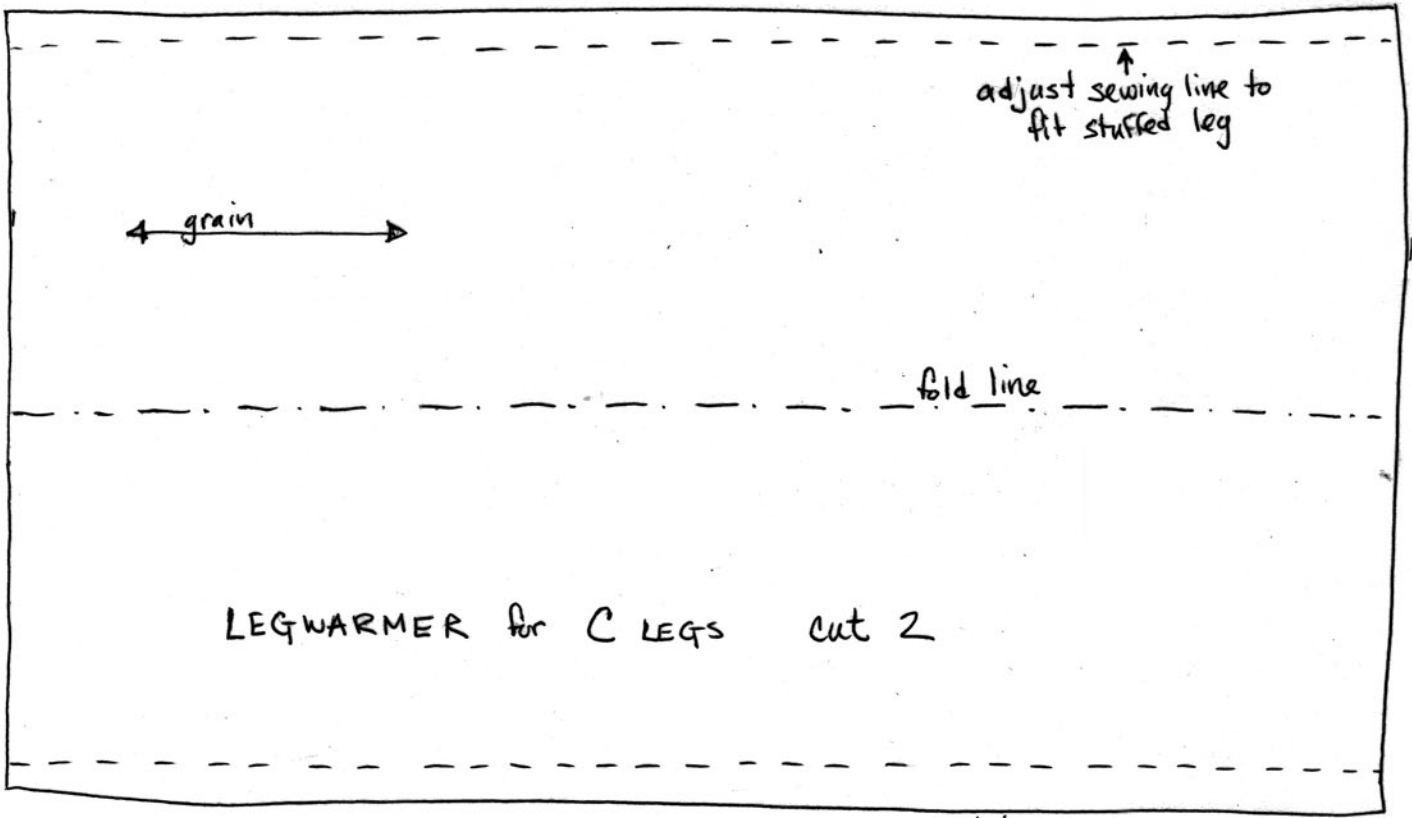 adjust sewing line to
fit stuffed leg
grain
fold line
LEGWARMER for C LEGS cut 2